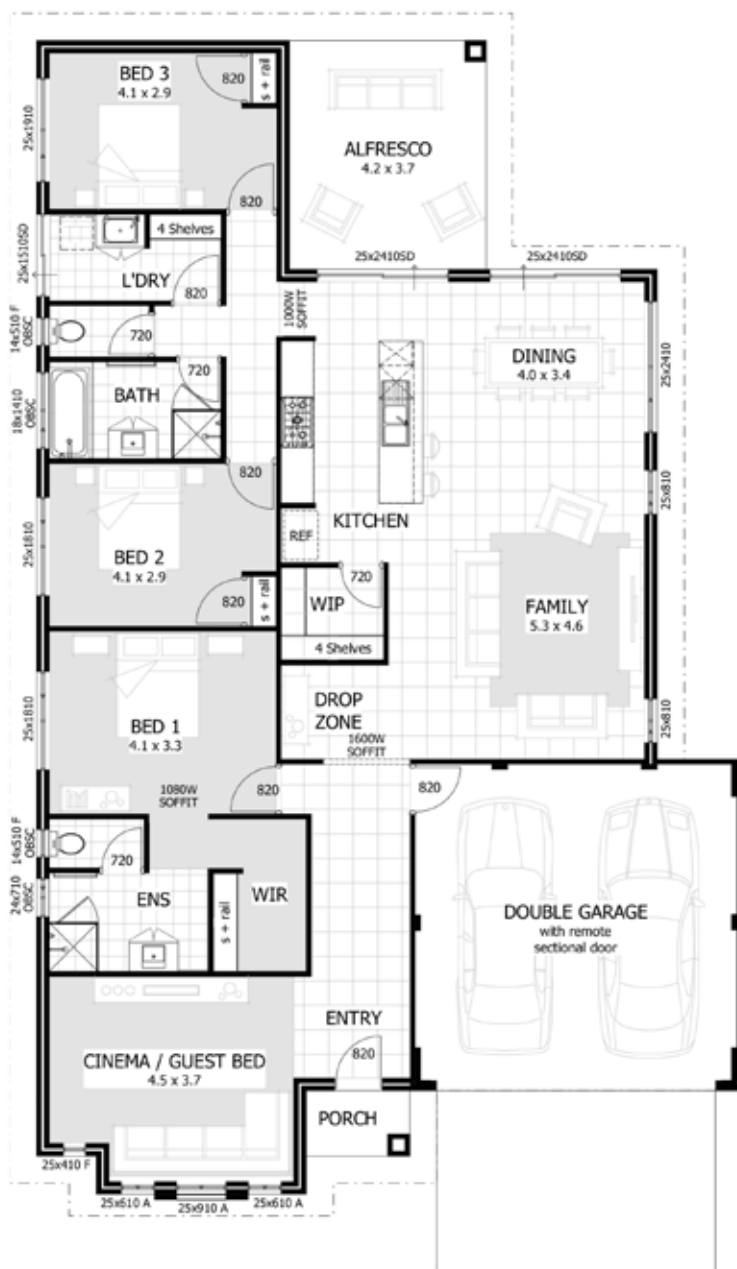 BED 3
4.1 x 2.9
820
s + rail
25x1910
820
ALFRESCO
4.2 x 3.7
4 Shelves
25x1510SD
L'DRY
820
25x2410SD
25x2410SD
14x510 F
OBSC
720
1000W
SOFFIT
720
BATH
18x1410
OBSC
DINING
4.0 x 3.4
25x2410
820
KITCHEN
25x810
REF
BED 2
4.1 x 2.9
25x1810
820
s + rail
720
WIP
4 Shelves
FAMILY
5.3 x 4.6
BED 1
4.1 x 3.3
25x1810
DROP
ZONE
1600W
SOFFIT
25x810
1080W
SOFFIT
820
820
14x510 F
OBSC
720
24x710
OBSC
ENS
s + rail
WIR
DOUBLE GARAGE
with remote
sectional door
ENTRY
820
CINEMA / GUEST BED
4.5 x 3.7
PORCH
25x410 F
25x610 A
25x910 A
25x610 A